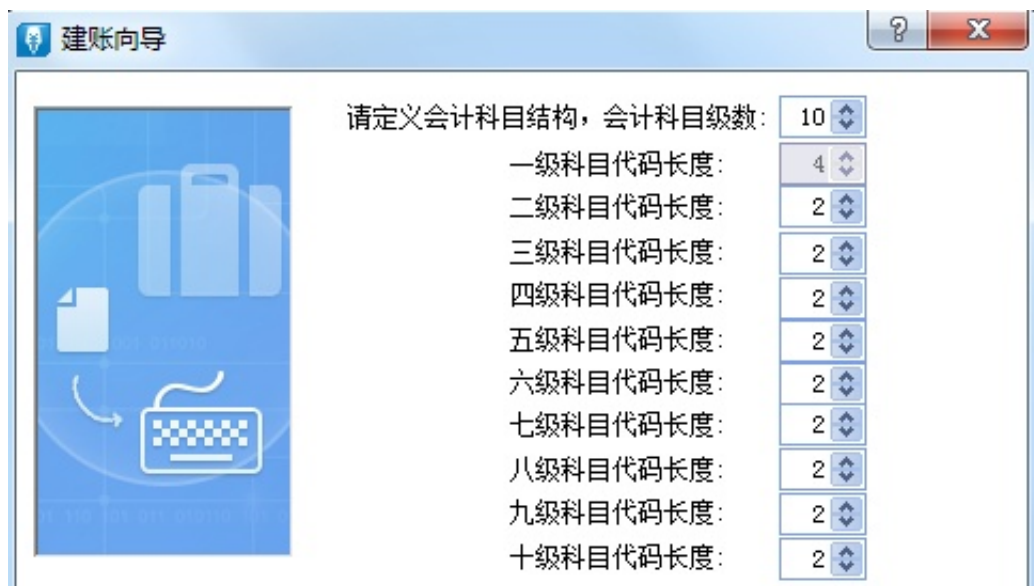 建账向导
请定义会计科目结构，会计科目级数: 10
一级科目代码长度: 4
二级科目代码长度: 2
三级科目代码长度: 2
四级科目代码长度: 2
五级科目代码长度: 2
六级科目代码长度: 2
七级科目代码长度: 2
八级科目代码长度: 2
九级科目代码长度: 2
十级科目代码长度: 2